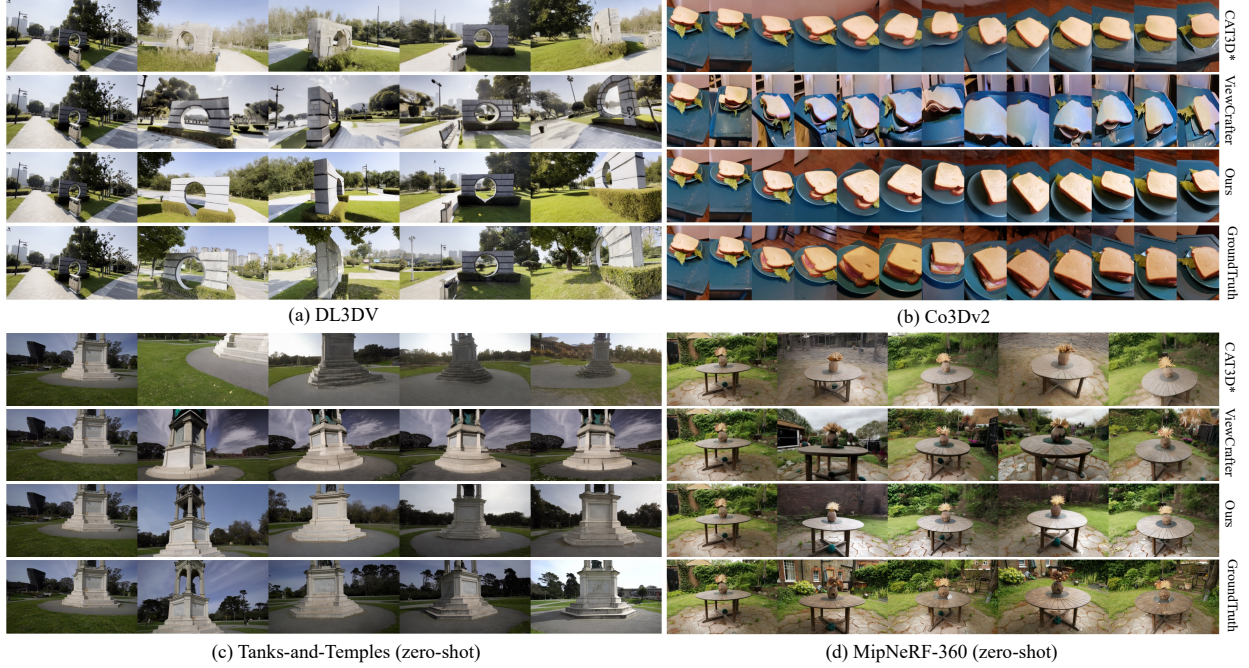 CAT3D*
ViewCrafter
Ours
GroundTruth
(a) DL3DV
(b) Co3Dv2
CAT3D*
ViewCrafter
Ours
GroundTruth
(c) Tanks-and-Temples (zero-shot)
(d) MipNeRF-360 (zero-shot)